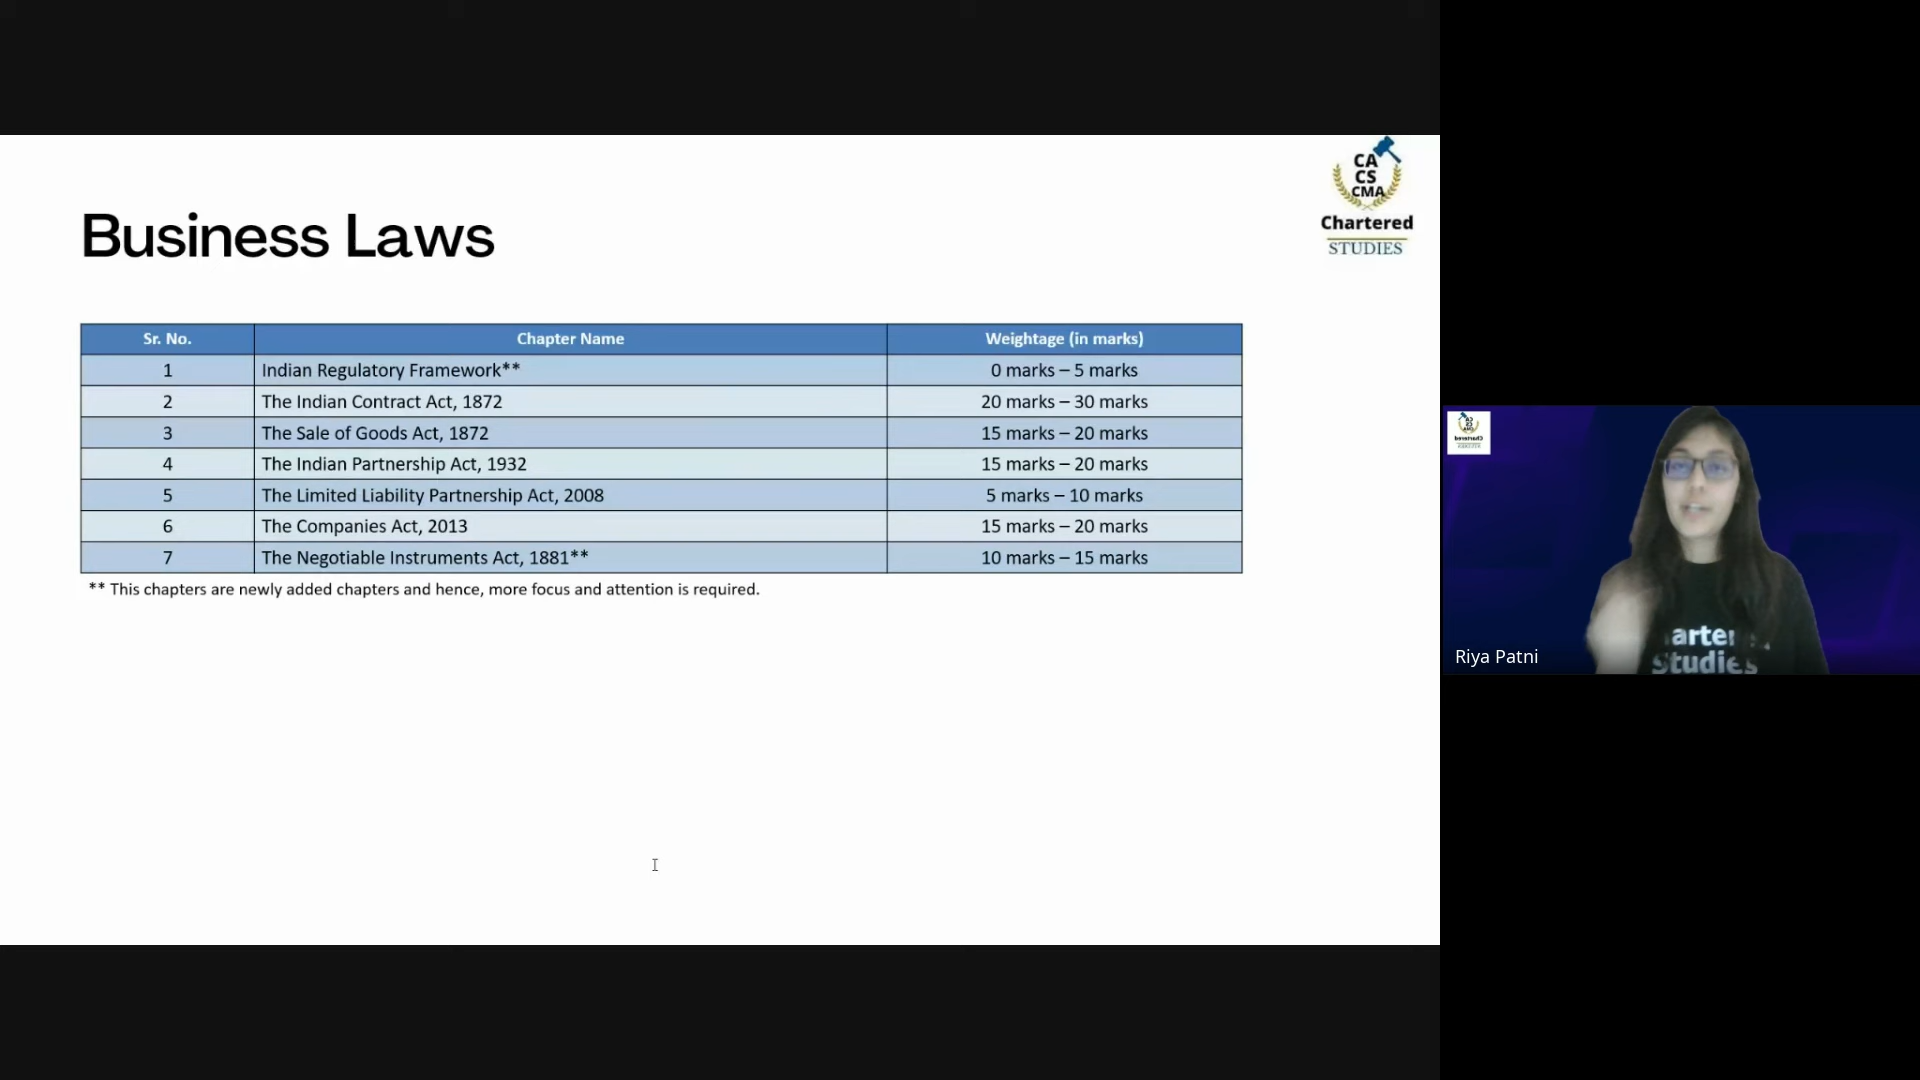 CA
CS
CMA
Chartered
STUDIES
Business Laws
Sr. No. Chapter Name Weightage (in marks)
1 Indian Regulatory Framework** 0 marks – 5 marks
2 The Indian Contract Act, 1872 20 marks – 30 marks
3 The Sale of Goods Act, 1872 15 marks – 20 marks
4 The Indian Partnership Act, 1932 15 marks – 20 marks
5 The Limited Liability Partnership Act, 2008 5 marks – 10 marks
6 The Companies Act, 2013 15 marks – 20 marks
7 The Negotiable Instruments Act, 1881** 10 marks – 15 marks
** This chapters are newly added chapters and hence, more focus and attention is required.
Studies
Riya Patni